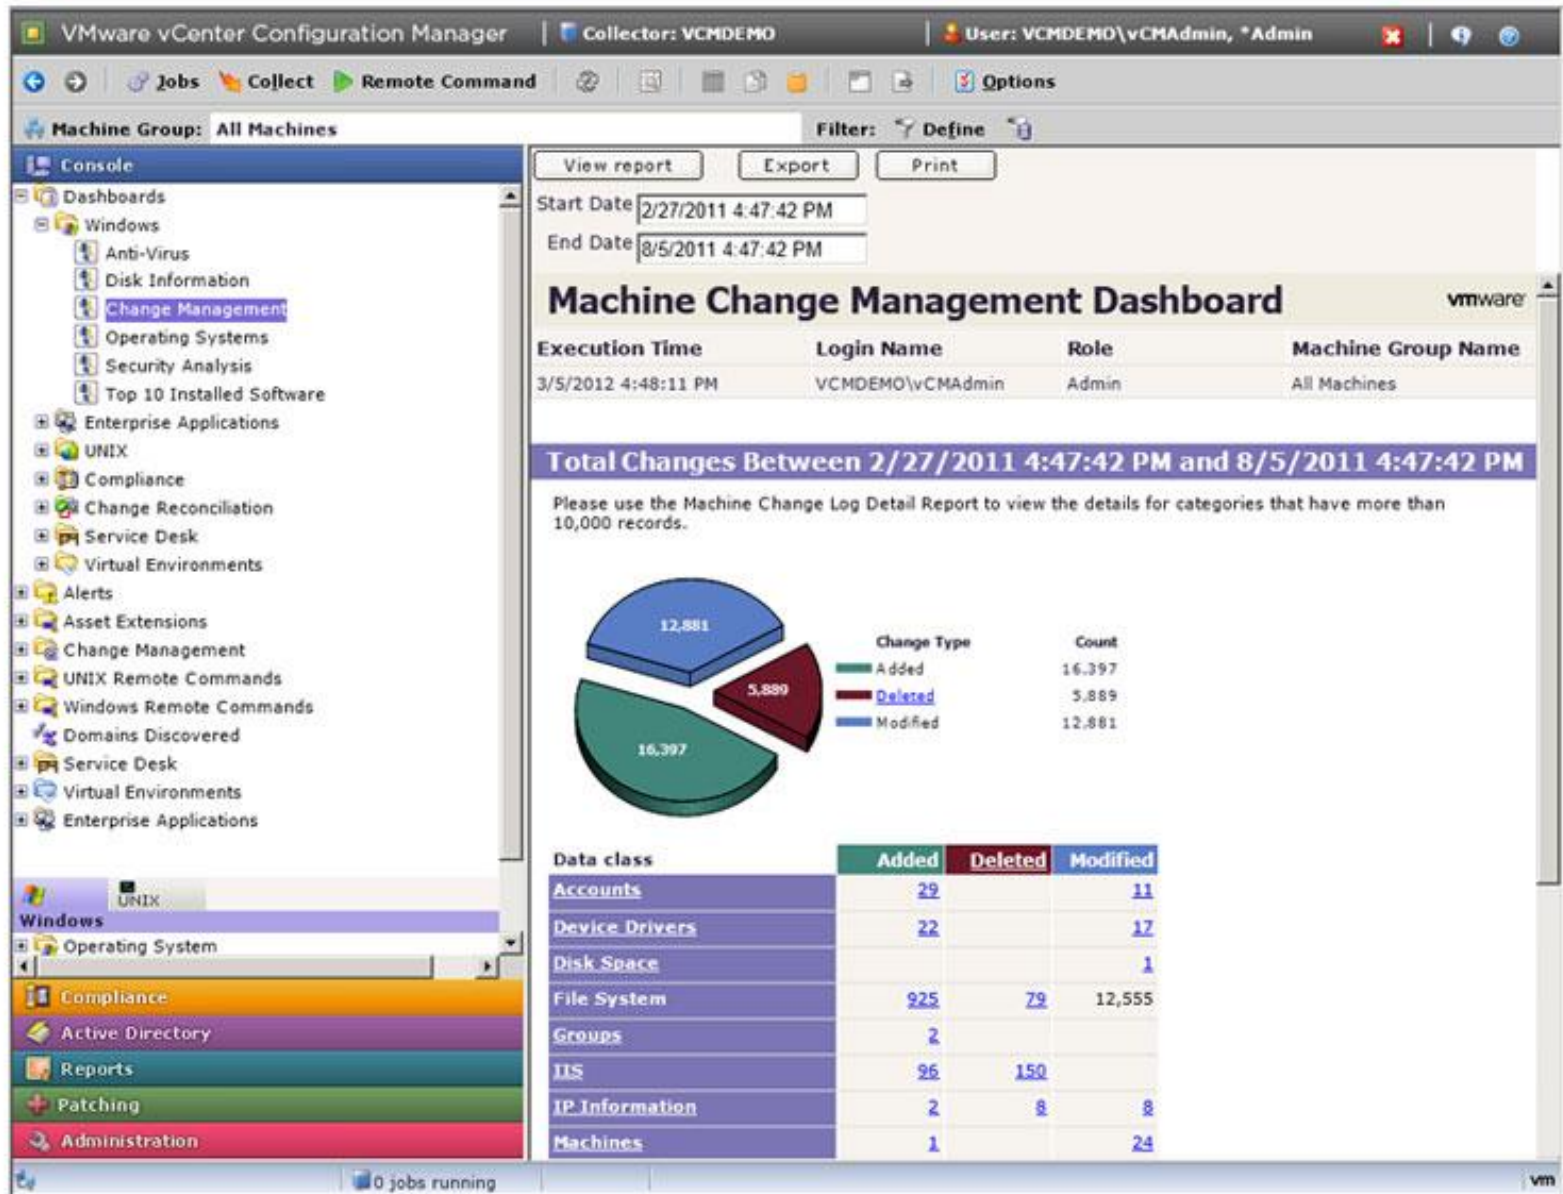 VMware vCenter Configuration Manager
Collector: VCMDEMO
User: VCMDEMO\vCMAdmin, *Admin
Jobs
Collect
Remote Command
Options
Machine Group: All Machines
Filter: Define
Console
Dashboards
Windows
Anti-Virus
Disk Information
Change Management
Operating Systems
Security Analysis
Top 10 Installed Software
Enterprise Applications
UNIX
Compliance
Change Reconciliation
Service Desk
Virtual Environments
Alerts
Asset Extensions
Change Management
UNIX Remote Commands
Windows Remote Commands
Domains Discovered
Service Desk
Virtual Environments
Enterprise Applications
UNIX
Windows
Operating System
Compliance
Active Directory
Reports
Patching
Administration
View report
Export
Print
Start Date 2/27/2011 4:47:42 PM
End Date 8/5/2011 4:47:42 PM
Machine Change Management Dashboard
vmware
Execution Time Login Name Role Machine Group Name
3/5/2012 4:48:11 PM VCMDEMO\vCMAdmin Admin All Machines
Total Changes Between 2/27/2011 4:47:42 PM and 8/5/2011 4:47:42 PM
Please use the Machine Change Log Detail Report to view the details for categories that have more than
10,000 records.
12,881
5,889
16,397
Change Type Count
Added 16,397
Deleted 5,889
Modified 12,881
Data class Added Deleted Modified
Accounts 29 11
Device Drivers 22 17
Disk Space 1
File System 925 79 12,555
Groups 2
IIS 96 150
IP Information 2 8 8
Machines 1 24
0 jobs running
vm